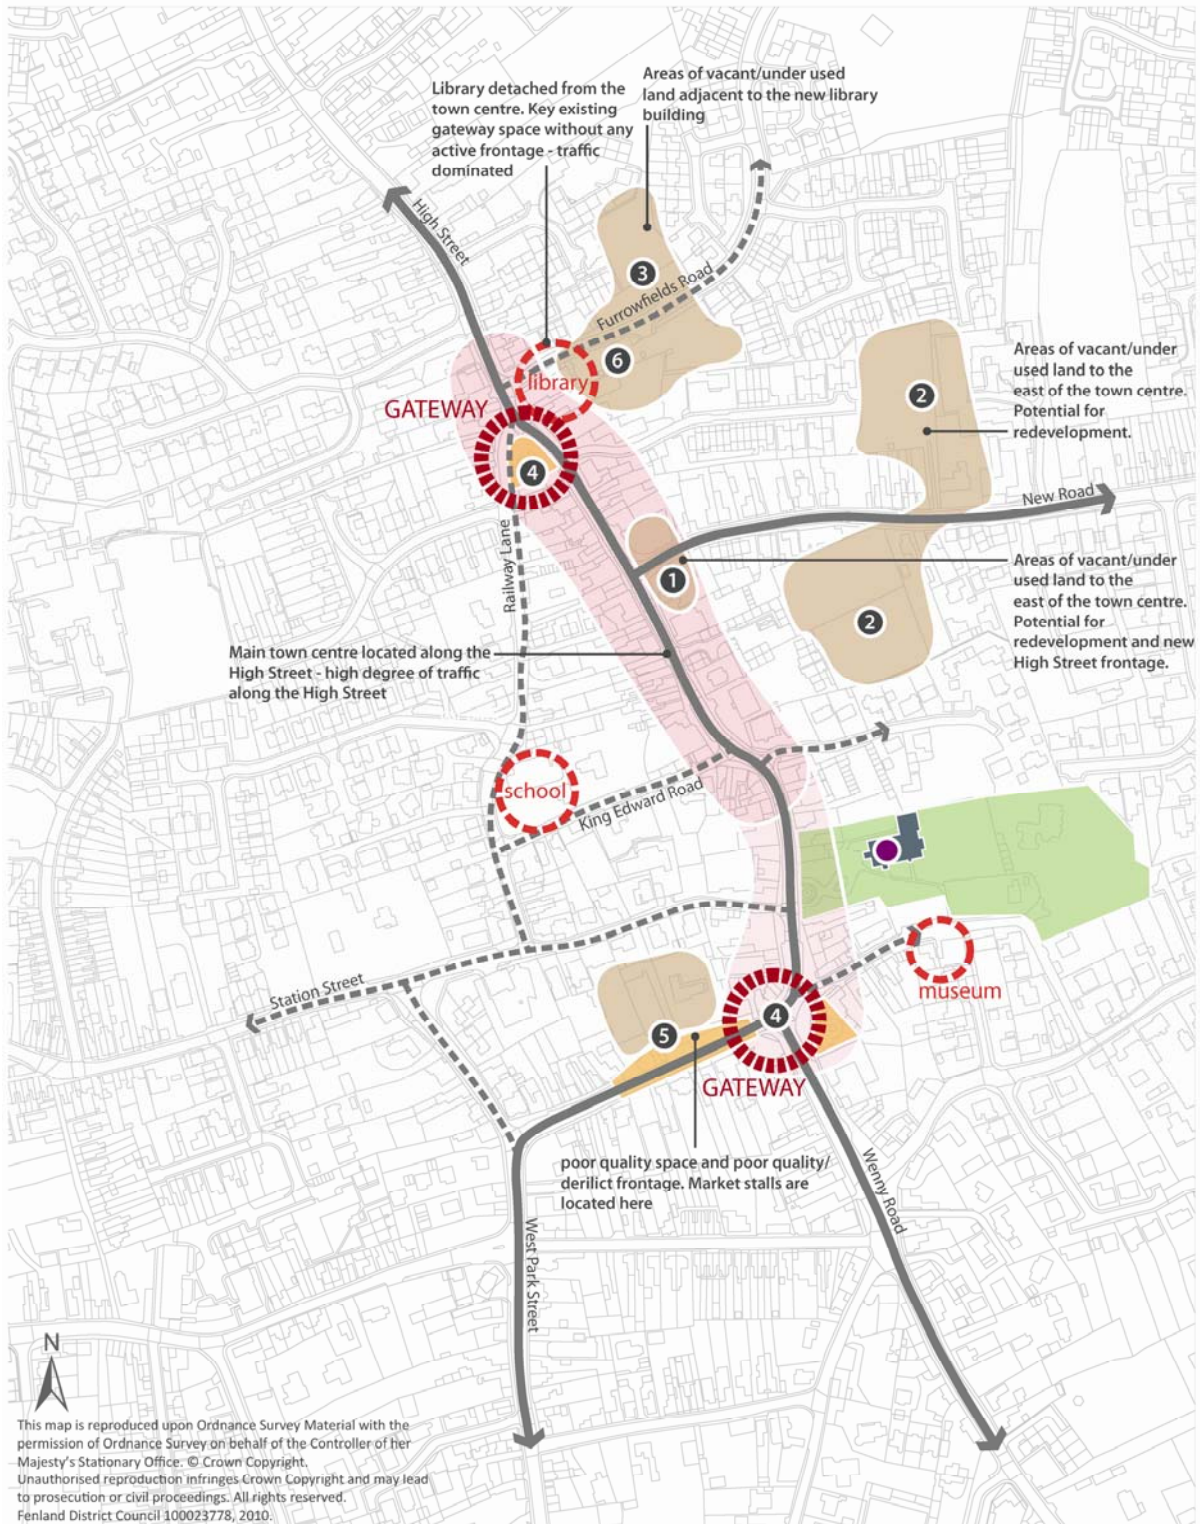 Library detached from the
town centre. Key existing
gateway space without any
active frontage - traffic
dominated
Areas of vacant/under used
land adjacent to the new library
building
High Street
3
Furrowfields Road
6
library
GATEWAY
4
Areas of vacant/under
used land to the
east of the town centre.
Potential for
redevelopment.
2
New Road
Railway Lane
1
Areas of vacant/under
used land to the
east of the town centre.
Potential for
redevelopment and new
High Street frontage.
2
Main town centre located along the
High Street - high degree of traffic
along the High Street
school
King Edward Road
museum
Station Street
5
4
GATEWAY
poor quality space and poor quality/
derilict frontage. Market stalls are
located here
Wenny Road
West Park Street
N
This map is reproduced upon Ordnance Survey Material with the
permission of Ordnance Survey on behalf of the Controller of her
Majesty's Stationary Office. © Crown Copyright.
Unauthorised reproduction infringes Crown Copyright and may lead
to prosecution or civil proceedings. All rights reserved.
Fenland District Council 100023778, 2010.